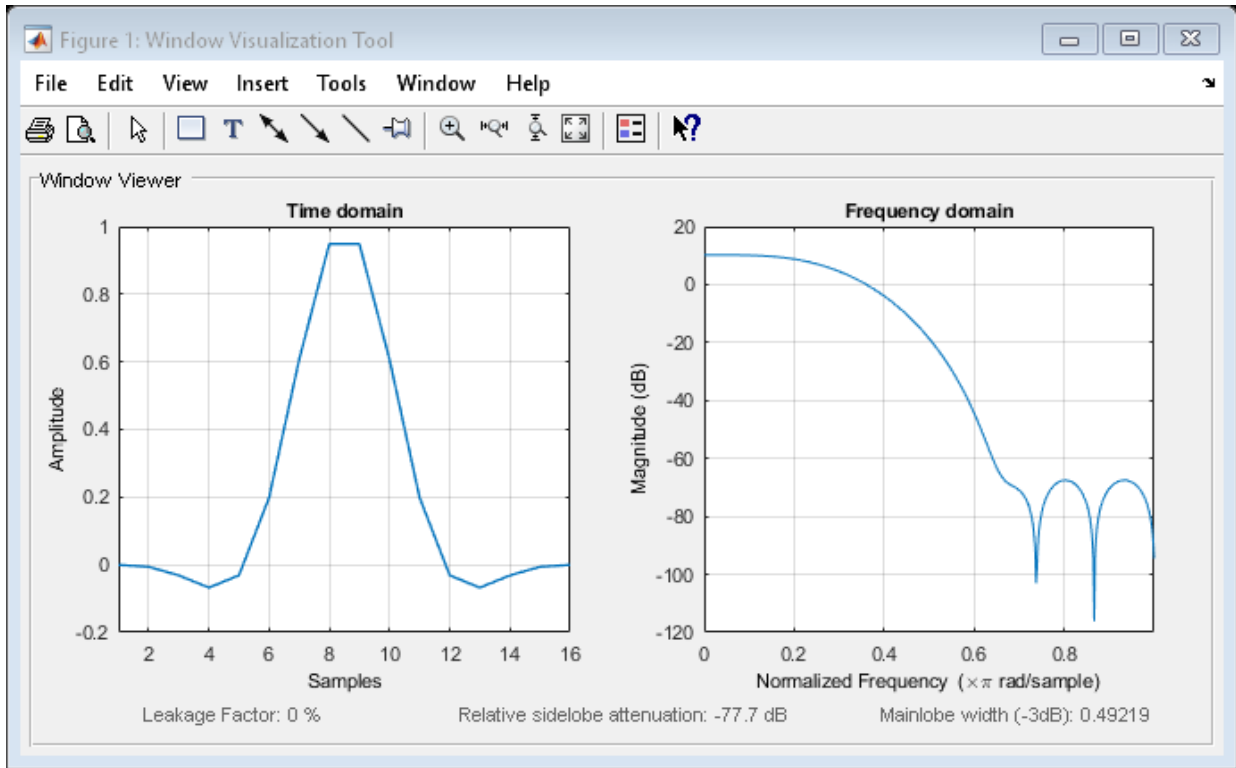 Figure 1: Window Visualization Tool
File Edit View Insert Tools Window Help
T
?
Window Viewer
Time domain
1
0.8
0.6
0.4
0.2
0
-0.2
Amplitude
2 4 6 8 10 12 14 16
Samples
Frequency domain
20
0
-20
-40
-60
-80
-100
-120
Magnitude (dB)
0 0.2 0.4 0.6 0.8
Normalized Frequency (×π rad/sample)
Leakage Factor: 0 % Relative sidelobe attenuation: -77.7 dB Mainlobe width (-3dB): 0.49219